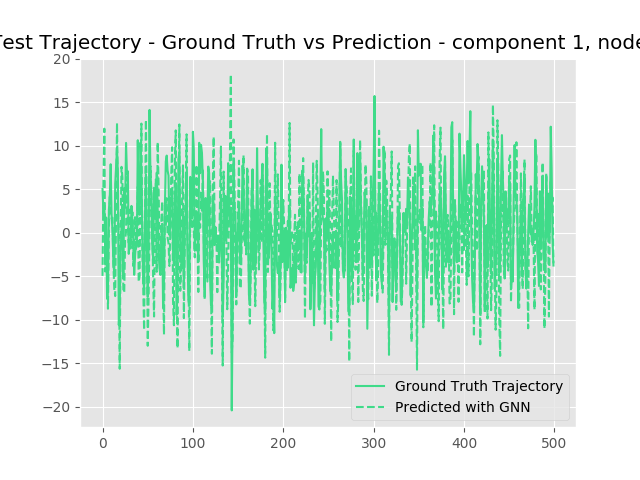 Test Trajectory - Ground Truth vs Prediction - component 1, node
20
15
10
5
0
−5
−10
−15
−20
0 100 200 300 400 500
Ground Truth Trajectory
Predicted with GNN